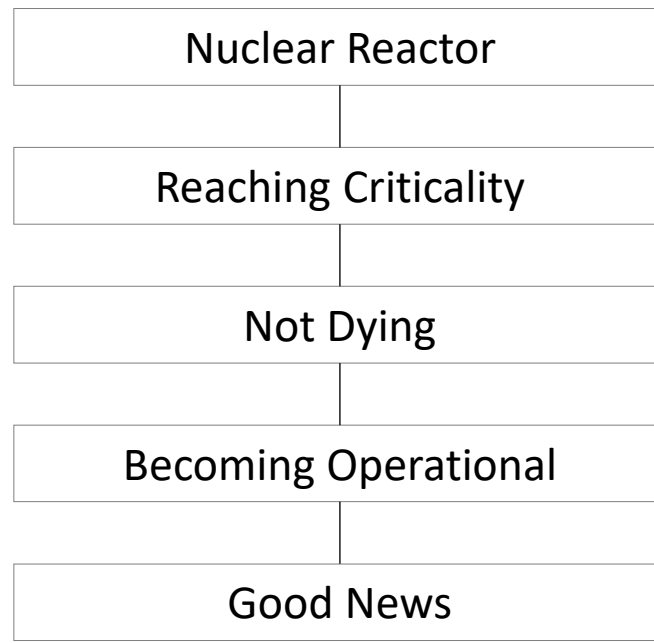 Nuclear Reactor
Reaching Criticality
Not Dying
Becoming Operational
Good News